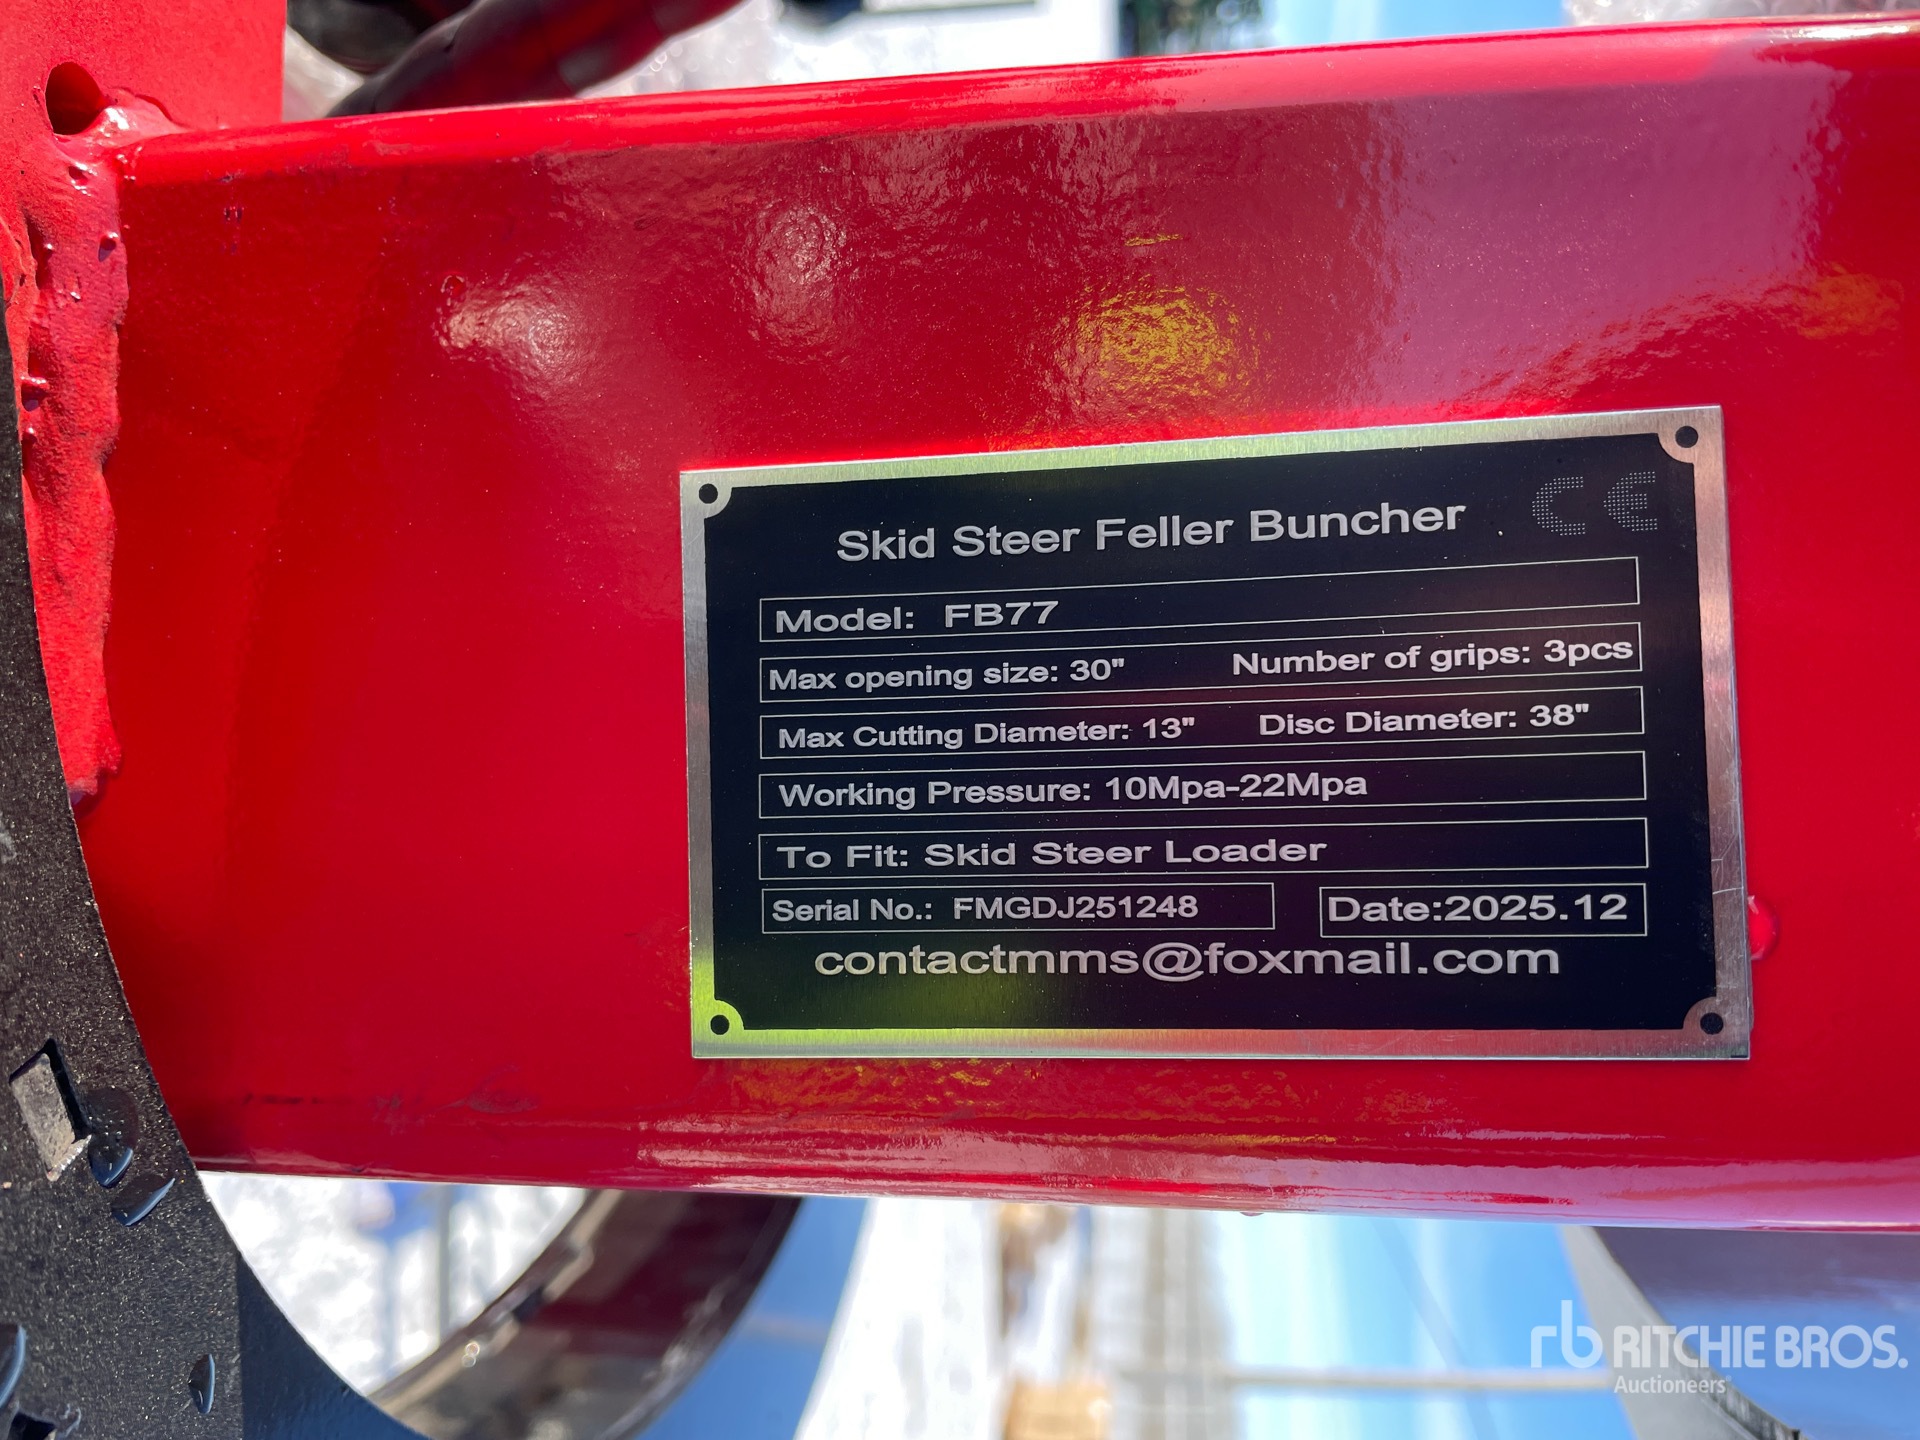 Skid Steer Feller Buncher CE
Model: FB77
Max opening size: 30" Number of grips: 3pcs
Max Cutting Diameter: 13" Disc Diameter: 38"
Working Pressure: 10Mpa-22Mpa
To Fit: Skid Steer Loader
Serial No.: FMGDJ251248 Date:2025.12
contactmms@foxmail.com
rb RITCHIE BROS.
Auctioneers